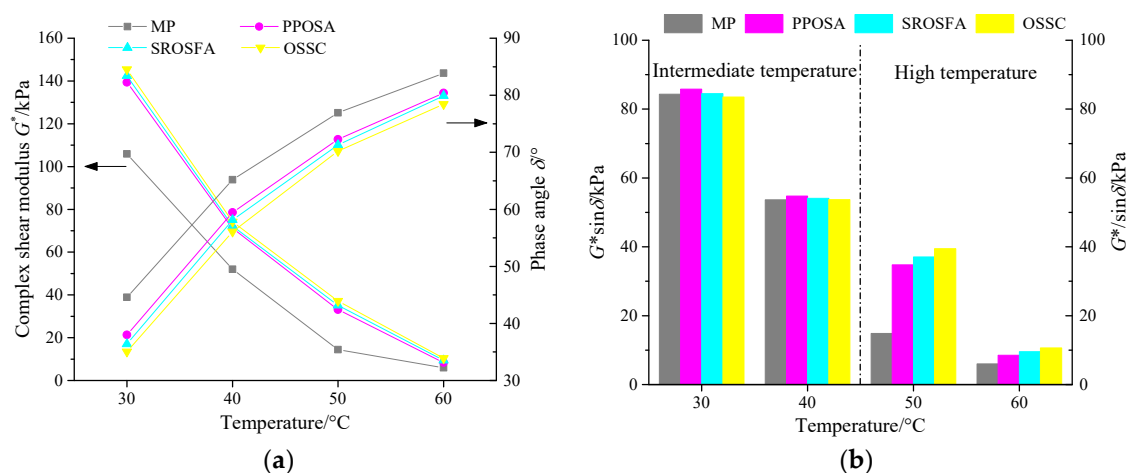 MP PPOSA
SROSFA OSSC
Complex shear modulus G*/kPa
160
140
120
100
80
60
40
20
0
90
80
70
60
50
40
30
Phase angle δ/°
30 40 50 60
Temperature/°C
(a)
MP PPOSA SROSFA OSSC
G*sinδ/kPa
100
80
60
40
20
0
Intermediate temperature
High temperature
100
80
60
40
20
0
G*/sinδ/kPa
30 40 50 60
Temperature/°C
(b)